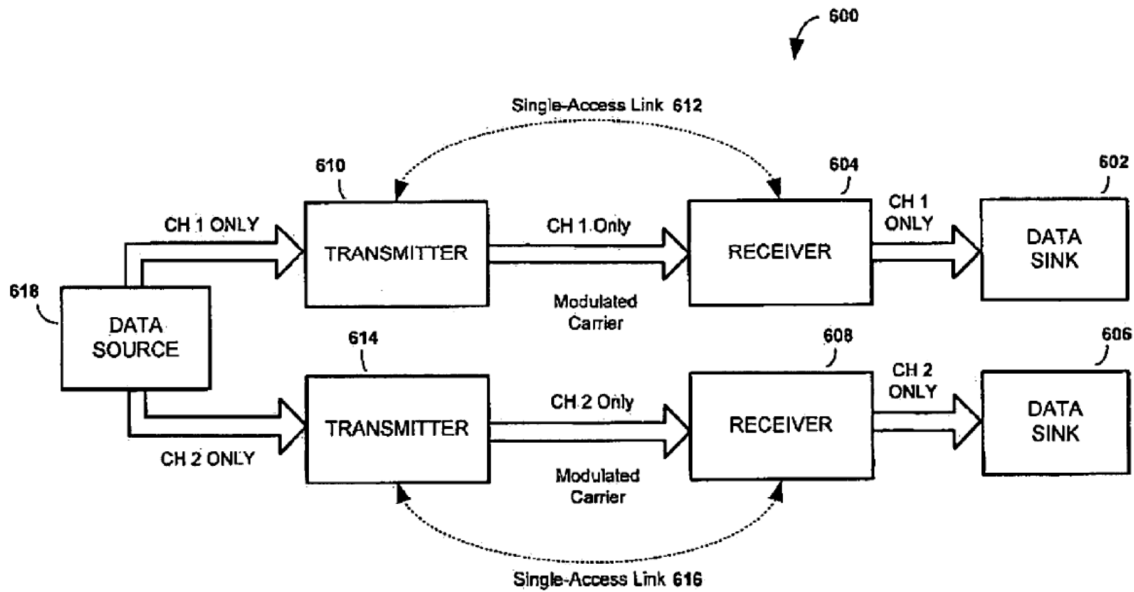 600
Single-Access Link 612
610
604
602
CH 1 ONLY
CH 1 Only
CH 1
ONLY
TRANSMITTER
RECEIVER
DATA
SINK
618
DATA
SOURCE
Modulated
Carrier
614
608
606
CH 2 ONLY
CH 2 Only
CH 2
ONLY
TRANSMITTER
RECEIVER
DATA
SINK
Modulated
Carrier
Single-Access Link 616